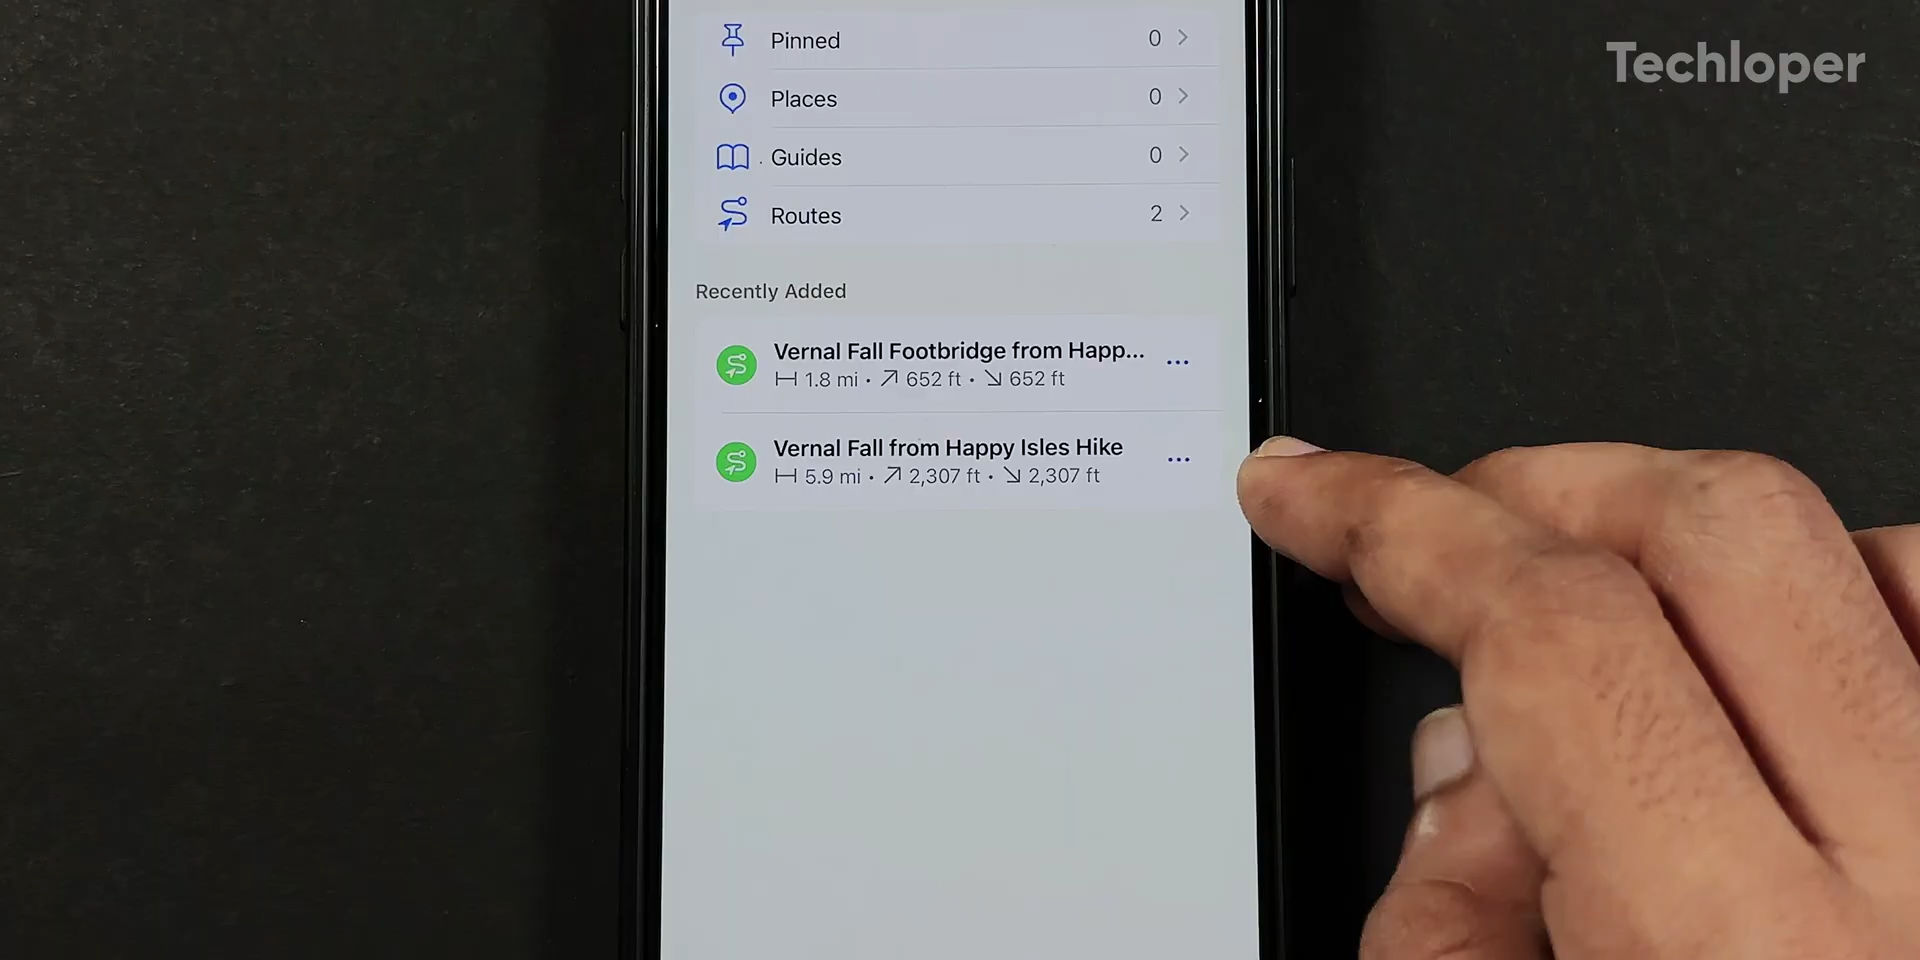 Techloper
Pinned 0
Places 0
Guides 0
Routes 2
Recently Added
Vernal Fall Footbridge from Happ...
1.8 mi • 652 ft • 652 ft
Vernal Fall from Happy Isles Hike
5.9 mi • 2,307 ft • 2,307 ft